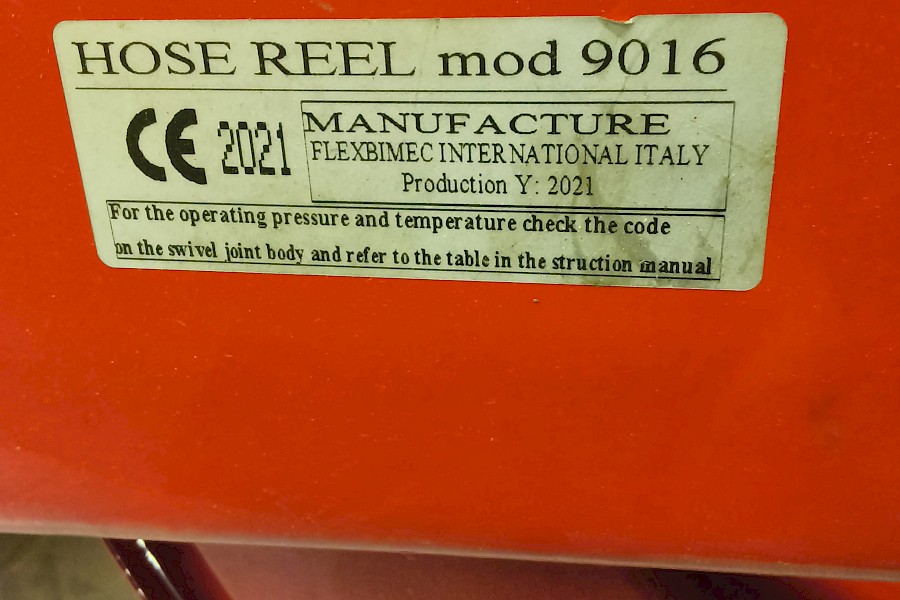 HOSE REEL mod 9016
CE 2021
MANUFACTURE
FLEXBIMEC INTERNATIONAL ITALY
Production Y: 2021
For the operating pressure and temperature check the code
on the swivel joint body and refer to the table in the struction manual